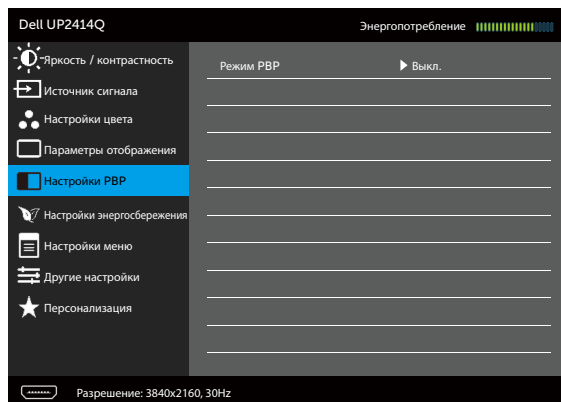 Dell UP2414Q
Энергопотребление
Яркость / контрастность
Режим PBP
Выкл.
Источник сигнала
Настройки цвета
Параметры отображения
Настройки PBP
Настройки энергосбережения
Настройки меню
Другие настройки
Персонализация
Разрешение: 3840x2160, 30Hz